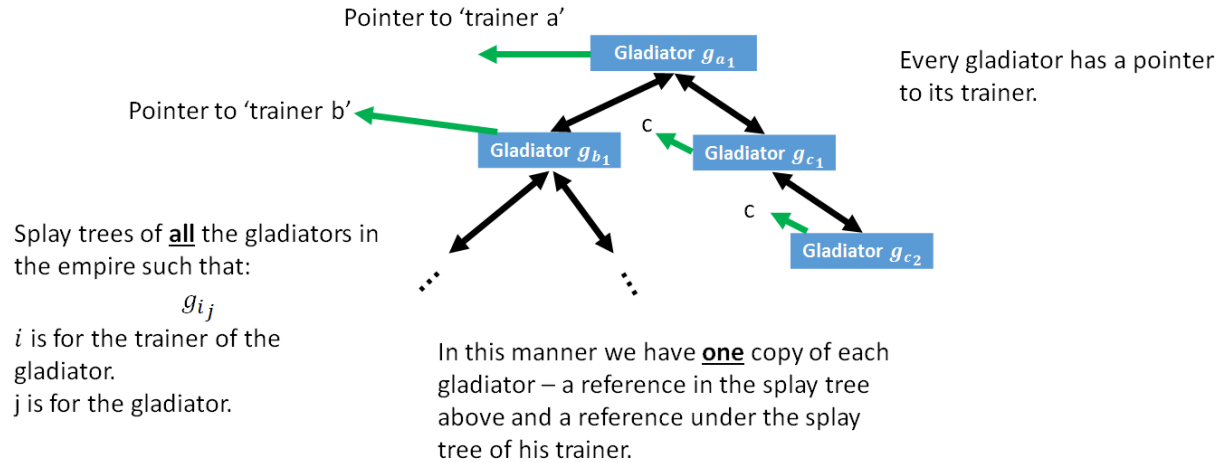 Pointer to ‘trainer a’
Gladiator g_{a_1}
Every gladiator has a pointer
to its trainer.
Pointer to ‘trainer b’
c
Gladiator g_{b_1}
Gladiator g_{c_1}
c
Gladiator g_{c_2}
Splay trees of all the gladiators in
the empire such that:
g_{i_j}
i is for the trainer of the
gladiator.
j is for the gladiator.
In this manner we have one copy of each
gladiator – a reference in the splay tree
above and a reference under the splay
tree of his trainer.